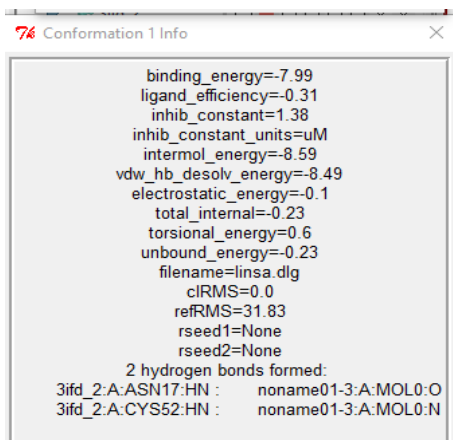 Conformation 1 Info
binding_energy=-7.99
ligand_efficiency=-0.31
inhib_constant=1.38
inhib_constant_units=uM
intermol_energy=-8.59
vdw_hb_desolv_energy=-8.49
electrostatic_energy=-0.1
total_internal=-0.23
torsional_energy=0.6
unbound_energy=-0.23
filename=linsa.dlg
clRMS=0.0
refRMS=31.83
rseed1=None
rseed2=None
2 hydrogen bonds formed:
3ifd_2:A:ASN17:HN : noname01-3:A:MOL0:O
3ifd_2:A:CYS52:HN : noname01-3:A:MOL0:N